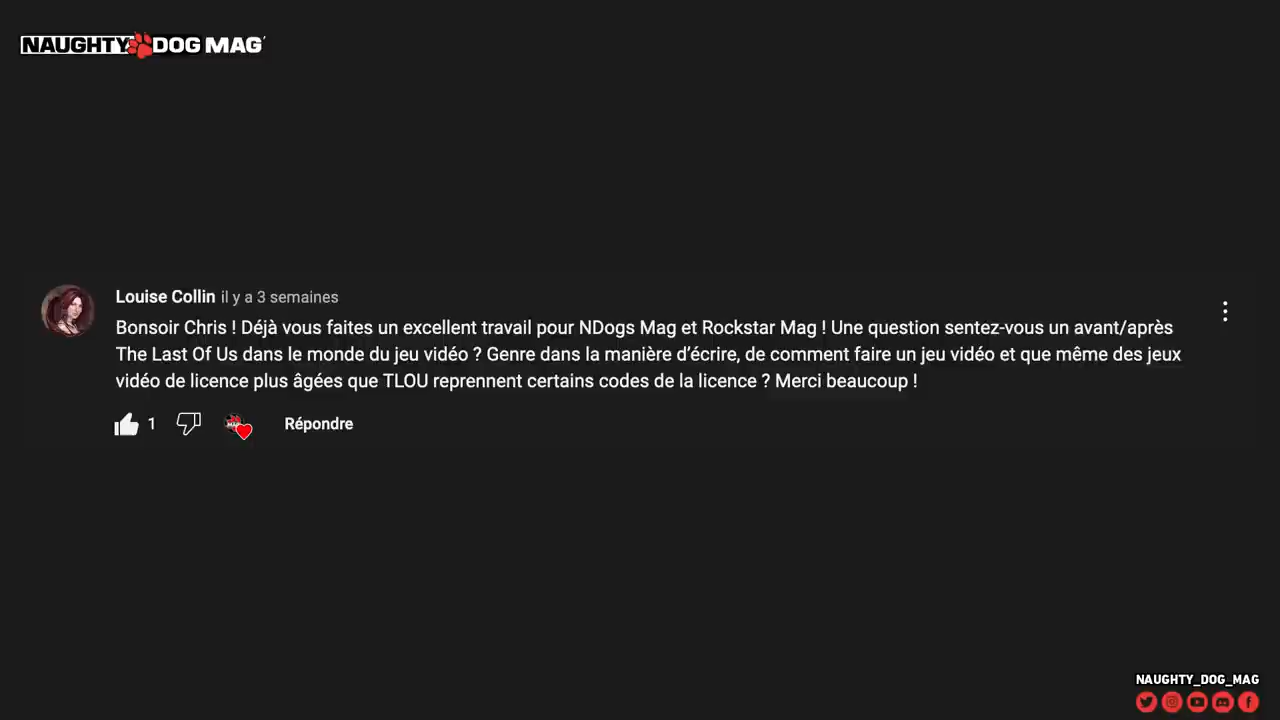 NAUGHTY DOG MAG'
Louise Collin il y a 3 semaines
Bonsoir Chris ! Déjà vous faites un excellent travail pour NDogs Mag et Rockstar Mag ! Une question sentez-vous un avant/après
The Last Of Us dans le monde du jeu vidéo ? Genre dans la manière d’écrire, de comment faire un jeu vidéo et que même des jeux
vidéo de licence plus âgées que TLOU reprennent certains codes de la licence ? Merci beaucoup !
1 Répondre
NAUGHTY_DOG_MAG